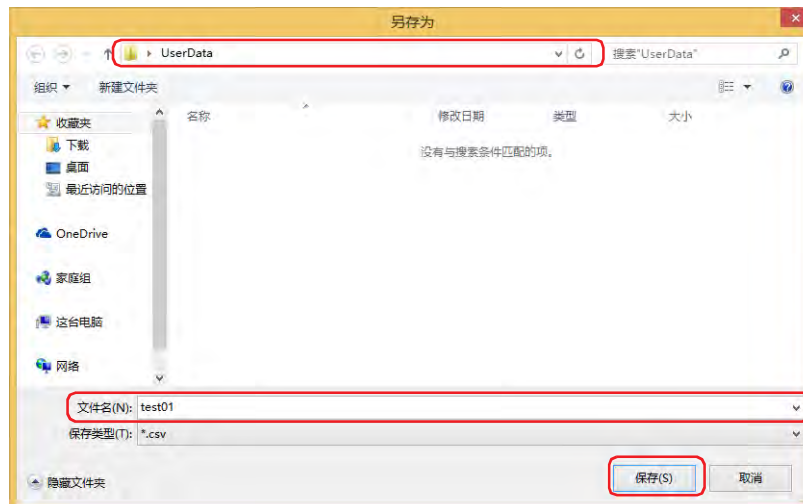 另存为
UserData
搜索"UserData"
组织
新建文件夹
名称
修改日期
类型
大小
没有与搜索条件匹配的项。
收藏夹
下载
桌面
最近访问的位置
OneDrive
家庭组
这台电脑
网络
文件名(N): test01
保存类型(T): *.csv
隐藏文件夹
保存(S)
取消